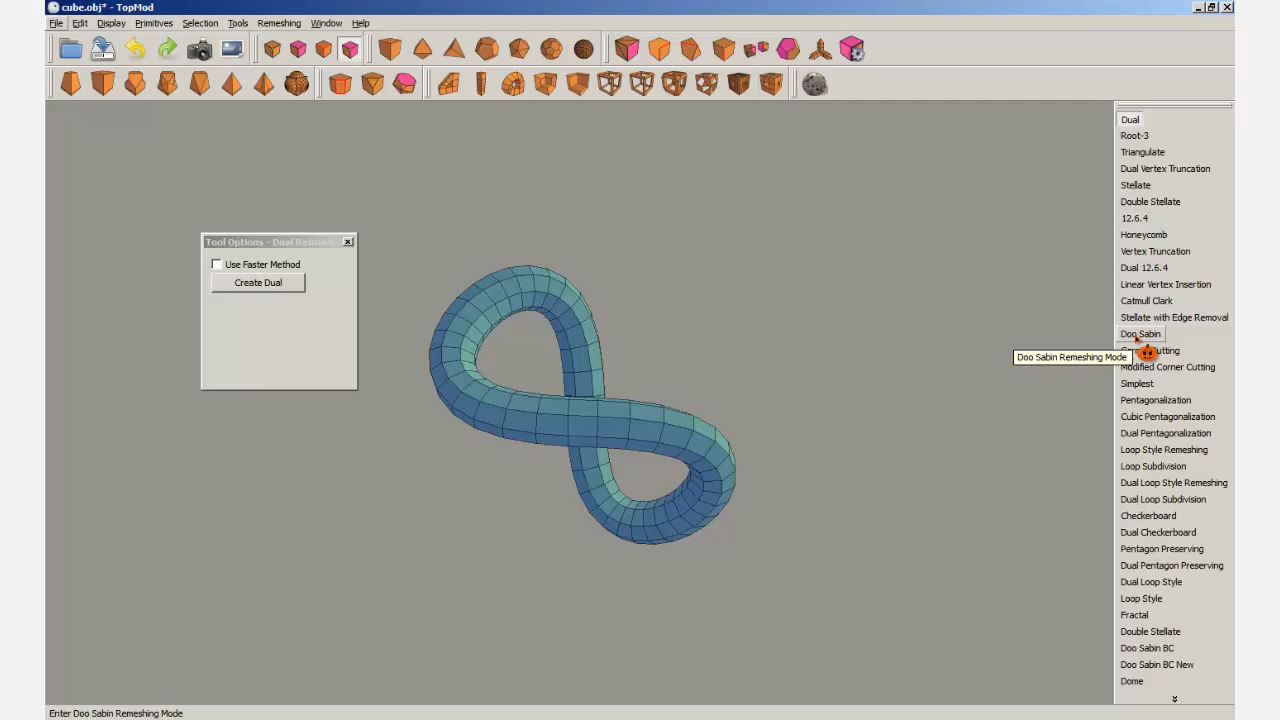 cube.obj* - TopMod
File Edit Display Primitives Selection Tools Remeshing Window Help
Tool Options - Dual Remeshi
Use Faster Method
Create Dual
Dual
Root-3
Triangulate
Dual Vertex Truncation
Stellate
Double Stellate
12.6.4
Honeycomb
Vertex Truncation
Dual 12.6.4
Linear Vertex Insertion
Catmull Clark
Stellate with Edge Removal
Doo Sabin
Doo Sabin Remeshing Mode
Modified Corner Cutting
Simplest
Pentagonalization
Cubic Pentagonalization
Dual Pentagonalization
Loop Style Remeshing
Loop Subdivision
Dual Loop Style Remeshing
Dual Loop Subdivision
Checkerboard
Dual Checkerboard
Pentagon Preserving
Dual Pentagon Preserving
Dual Loop Style
Loop Style
Fractal
Double Stellate
Doo Sabin BC
Doo Sabin BC New
Dome
Enter Doo Sabin Remeshing Mode